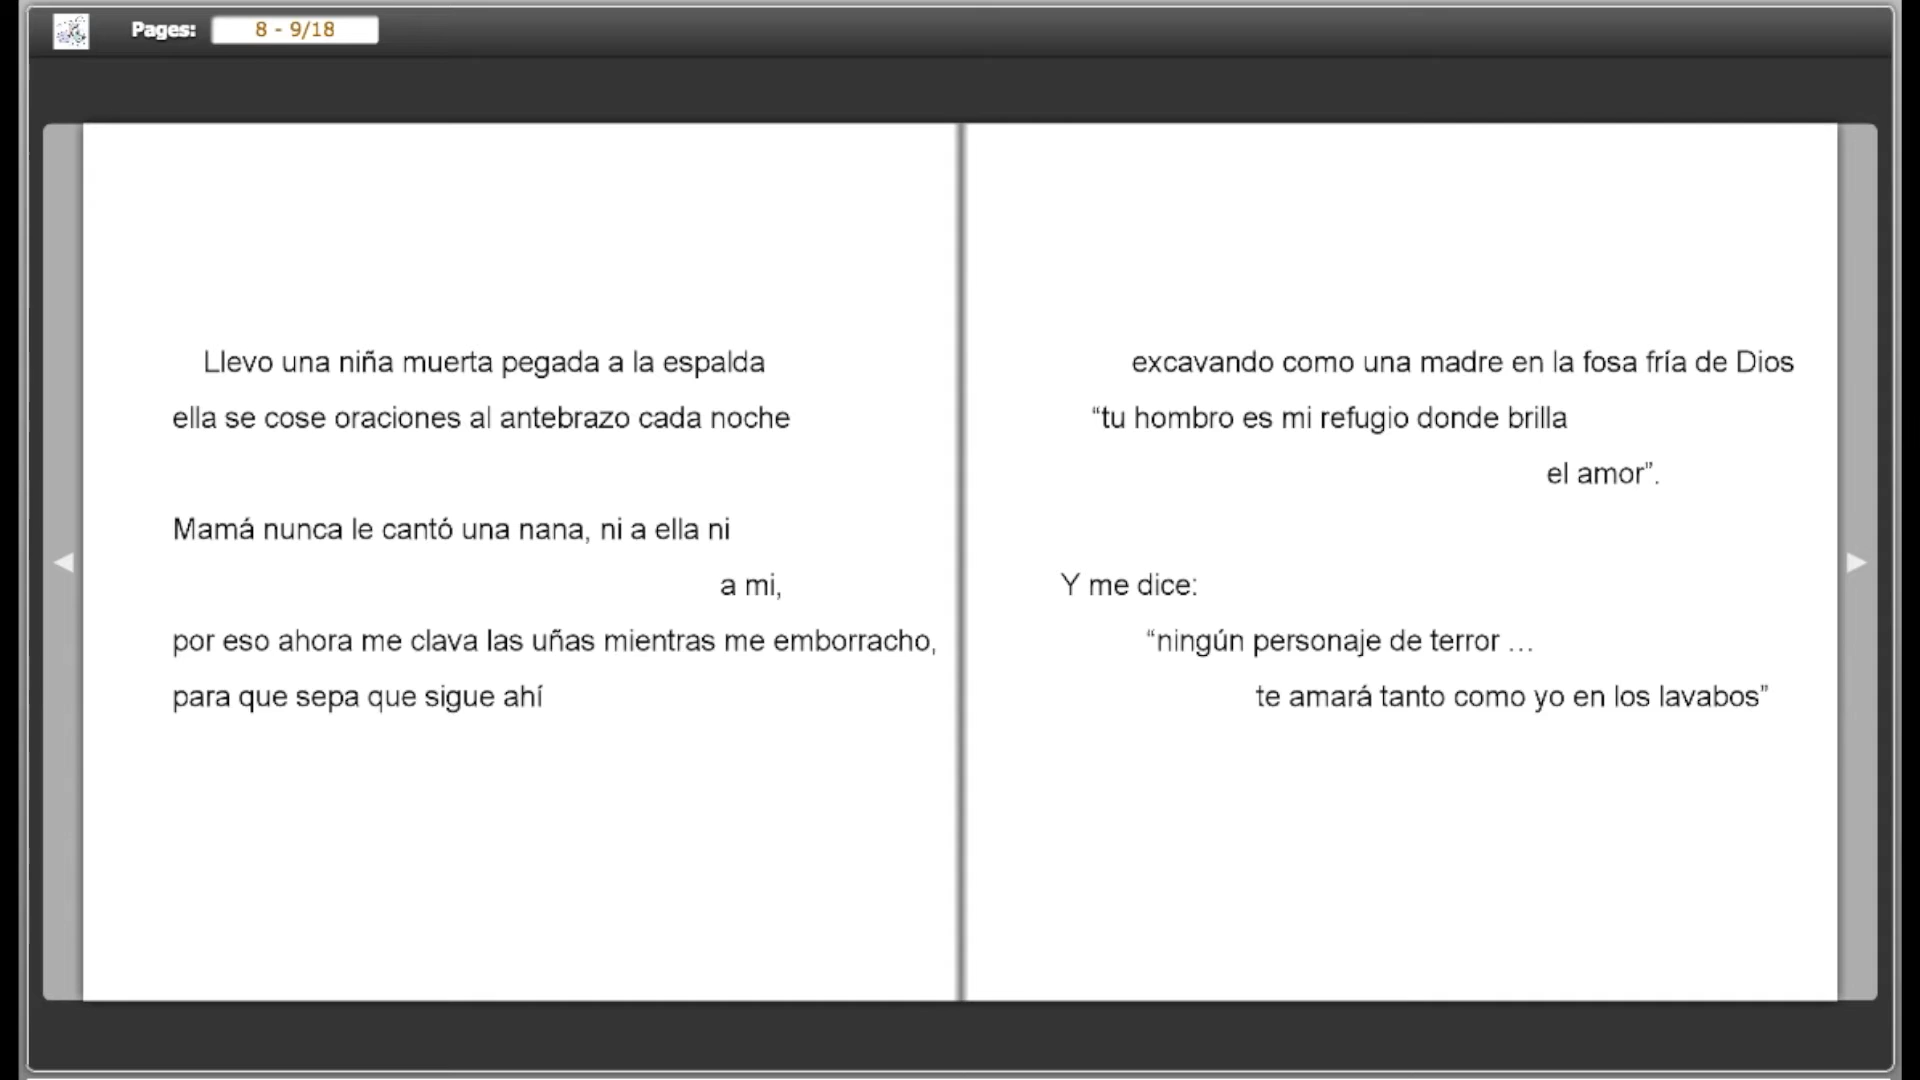 Pages: 8 - 9/18
Llevo una niña muerta pegada a la espalda
ella se cose oraciones al antebrazo cada noche
Mamá nunca le cantó una nana, ni a ella ni
a mi,
por eso ahora me clava las uñas mientras me emborracho,
para que sepa que sigue ahí
excavando como una madre en la fosa fría de Dios
“tu hombro es mi refugio donde brilla
el amor”.
Y me dice:
“ningún personaje de terror …
te amará tanto como yo en los lavabos”